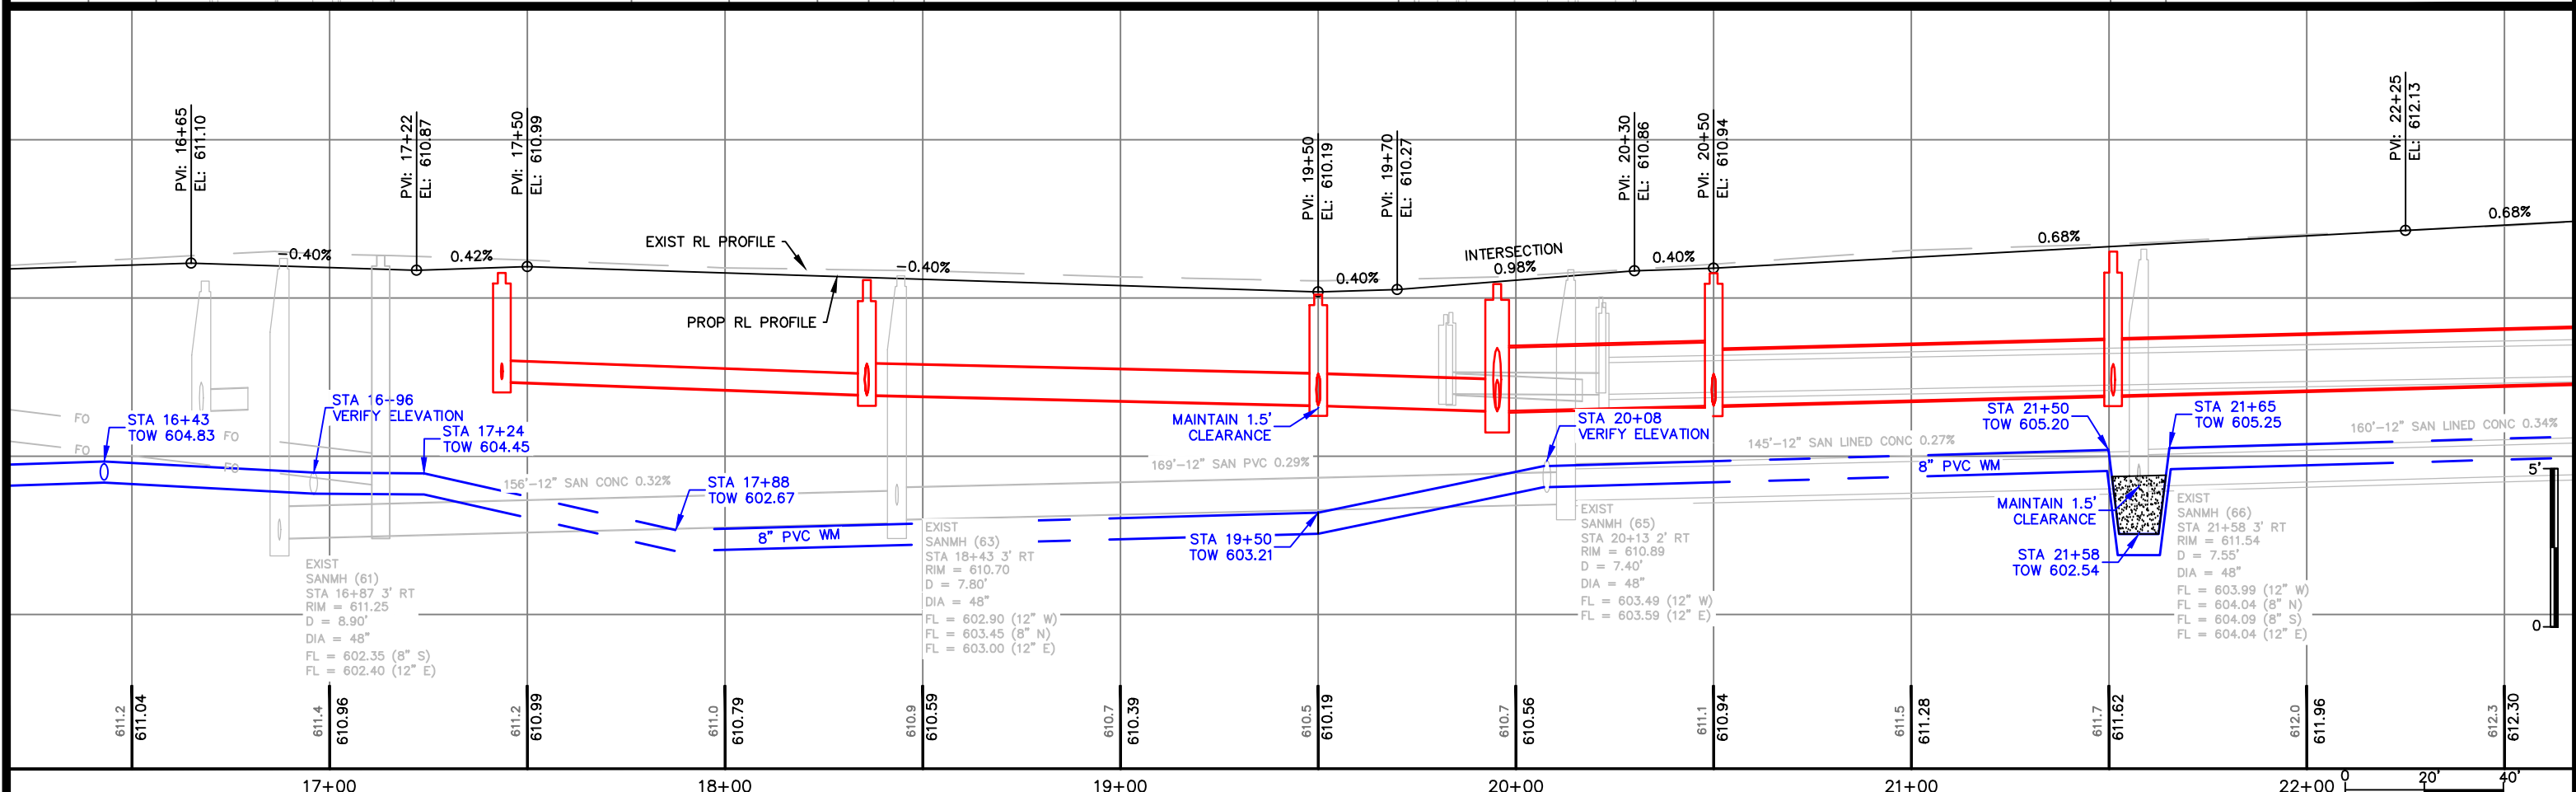 PVI: 16+65
EL: 611.10
PVI: 17+22
EL: 610.87
PVI: 17+50
EL: 610.99
PVI: 19+50
EL: 610.19
PVI: 19+70
EL: 610.27
PVI: 20+30
EL: 610.86
PVI: 20+50
EL: 610.94
PVI: 22+25
EL: 612.13
-0.40%
0.42%
EXIST RL PROFILE
-0.40%
PROP RL PROFILE
0.40%
INTERSECTION
0.98%
0.40%
0.68%
0.68%
FO
FO
FO
FO
STA 16+43
TOW 604.83
STA 16+96
VERIFY ELEVATION
STA 17+24
TOW 604.45
156'-12" SAN CONC 0.32%
STA 17+88
TOW 602.67
8" PVC WM
169'-12" SAN PVC 0.29%
MAINTAIN 1.5'
CLEARANCE
STA 19+50
TOW 603.21
STA 20+08
VERIFY ELEVATION
145'-12" SAN LINED CONC 0.27%
8" PVC WM
STA 21+50
TOW 605.20
STA 21+65
TOW 605.25
160'-12" SAN LINED CONC 0.34%
MAINTAIN 1.5'
CLEARANCE
STA 21+58
TOW 602.54
EXIST
SANMH (61)
STA 16+87 3' RT
RIM = 611.25
D = 8.90'
DIA = 48"
FL = 602.35 (8" S)
FL = 602.40 (12" E)
EXIST
SANMH (63)
STA 18+43 3' RT
RIM = 610.70
D = 7.80'
DIA = 48"
FL = 602.90 (12" W)
FL = 603.45 (8" N)
FL = 603.00 (12" E)
EXIST
SANMH (65)
STA 20+13 2' RT
RIM = 610.89
D = 7.40'
DIA = 48"
FL = 603.49 (12" W)
FL = 603.59 (12" E)
EXIST
SANMH (66)
STA 21+58 3' RT
RIM = 611.54
D = 7.55'
DIA = 48"
FL = 603.99 (12" W)
FL = 604.04 (8" N)
FL = 604.09 (8" S)
FL = 604.04 (12" E)
5'
0
611.2
611.04
611.4
610.96
611.2
610.99
611.0
610.79
610.9
610.59
610.7
610.39
610.5
610.19
610.7
610.56
611.1
610.94
611.5
611.28
611.7
611.62
612.0
611.96
612.3
612.30
17+00
18+00
19+00
20+00
21+00
22+00
0
20'
40'